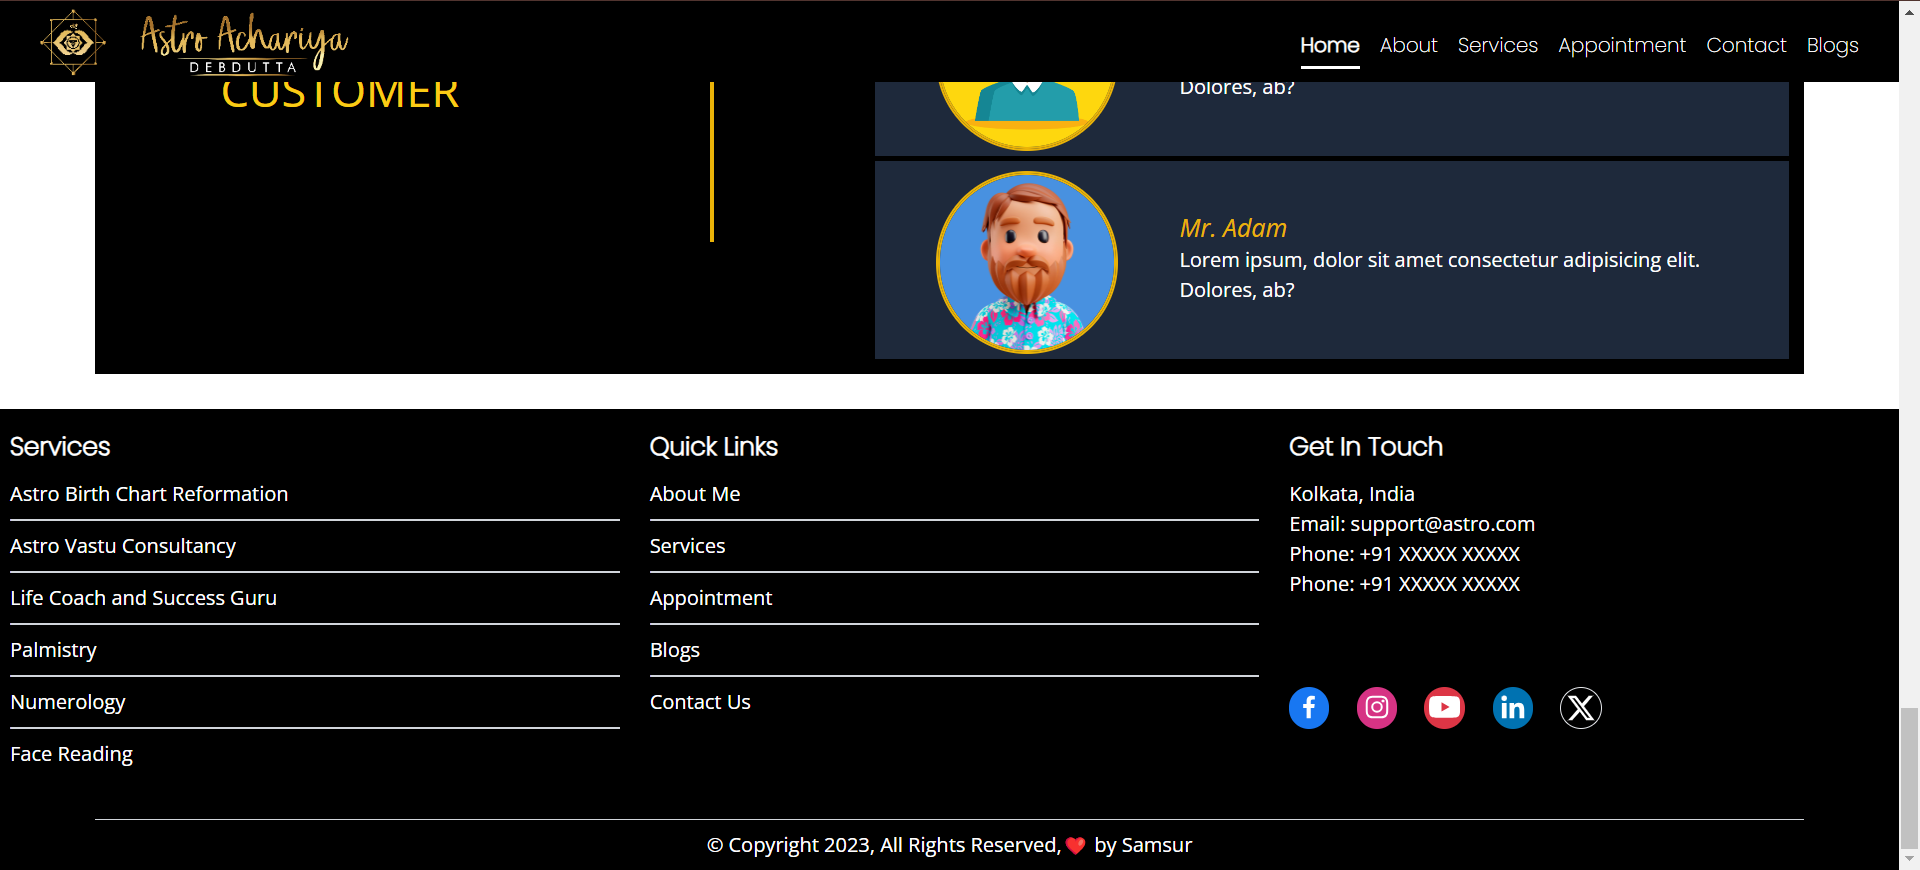 Astro Achariya
DEBDUTTA
Home About Services Appointment Contact Blogs
CUSTOMER
Dolores, ab?
Mr. Adam
Lorem ipsum, dolor sit amet consectetur adipisicing elit.
Dolores, ab?
Services
Astro Birth Chart Reformation
Astro Vastu Consultancy
Life Coach and Success Guru
Palmistry
Numerology
Face Reading
Quick Links
About Me
Services
Appointment
Blogs
Contact Us
Get In Touch
Kolkata, India
Email: support@astro.com
Phone: +91 XXXXX XXXXX
Phone: +91 XXXXX XXXXX
© Copyright 2023, All Rights Reserved,❤️ by Samsur